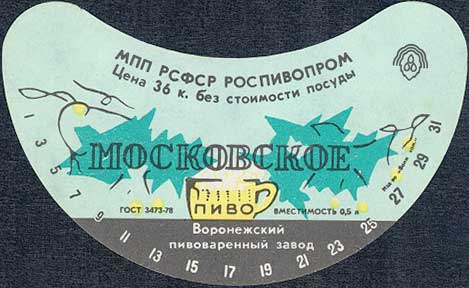 МПП РСФСР РОСПИВОПРОМ
Цена 36 к. без стоимости посуды
МОСКОВСКОЕ
ПИВО
ГОСТ 3473-78
ВМЕСТИМОСТЬ 0,5 л
Воронежский
пивоваренный завод
1 3 5 7 9 11 13 15 17 19 21 23 25 27 29 31